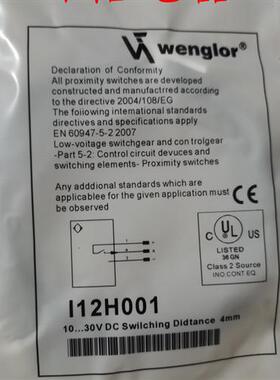 wenglor®
Declaration of Conformity
All proximity switches are developed
constructed and manufactrred according
to the directive 2004/108/EG
The foiiowing international standards
directives and specifications apply
EN 60947-5-2 2007
Low-voltage switchgear and con trolgear
-Part 5-2: Control circuit devuces and
switching elements- Proximity switches
Any adddional standards which are
applicablee for the given application must
be observed
CE
C UL US
LISTED
36 GN
Class 2 Source
INO.CONT EQ
I12H001
10...30V DC Swilching Didtance 4mm